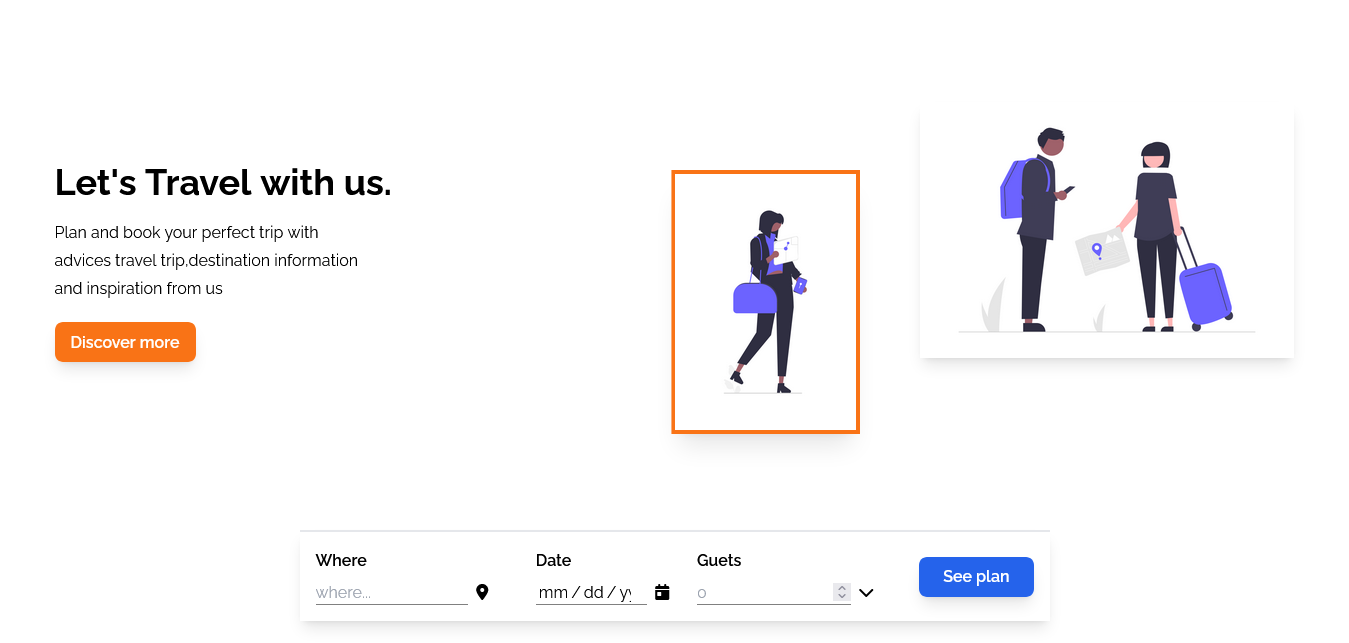 Let's Travel with us.
Plan and book your perfect trip with
advices travel trip,destination information
and inspiration from us
Discover more
Where
Date
Guets
where...
mm / dd / yy
0
See plan